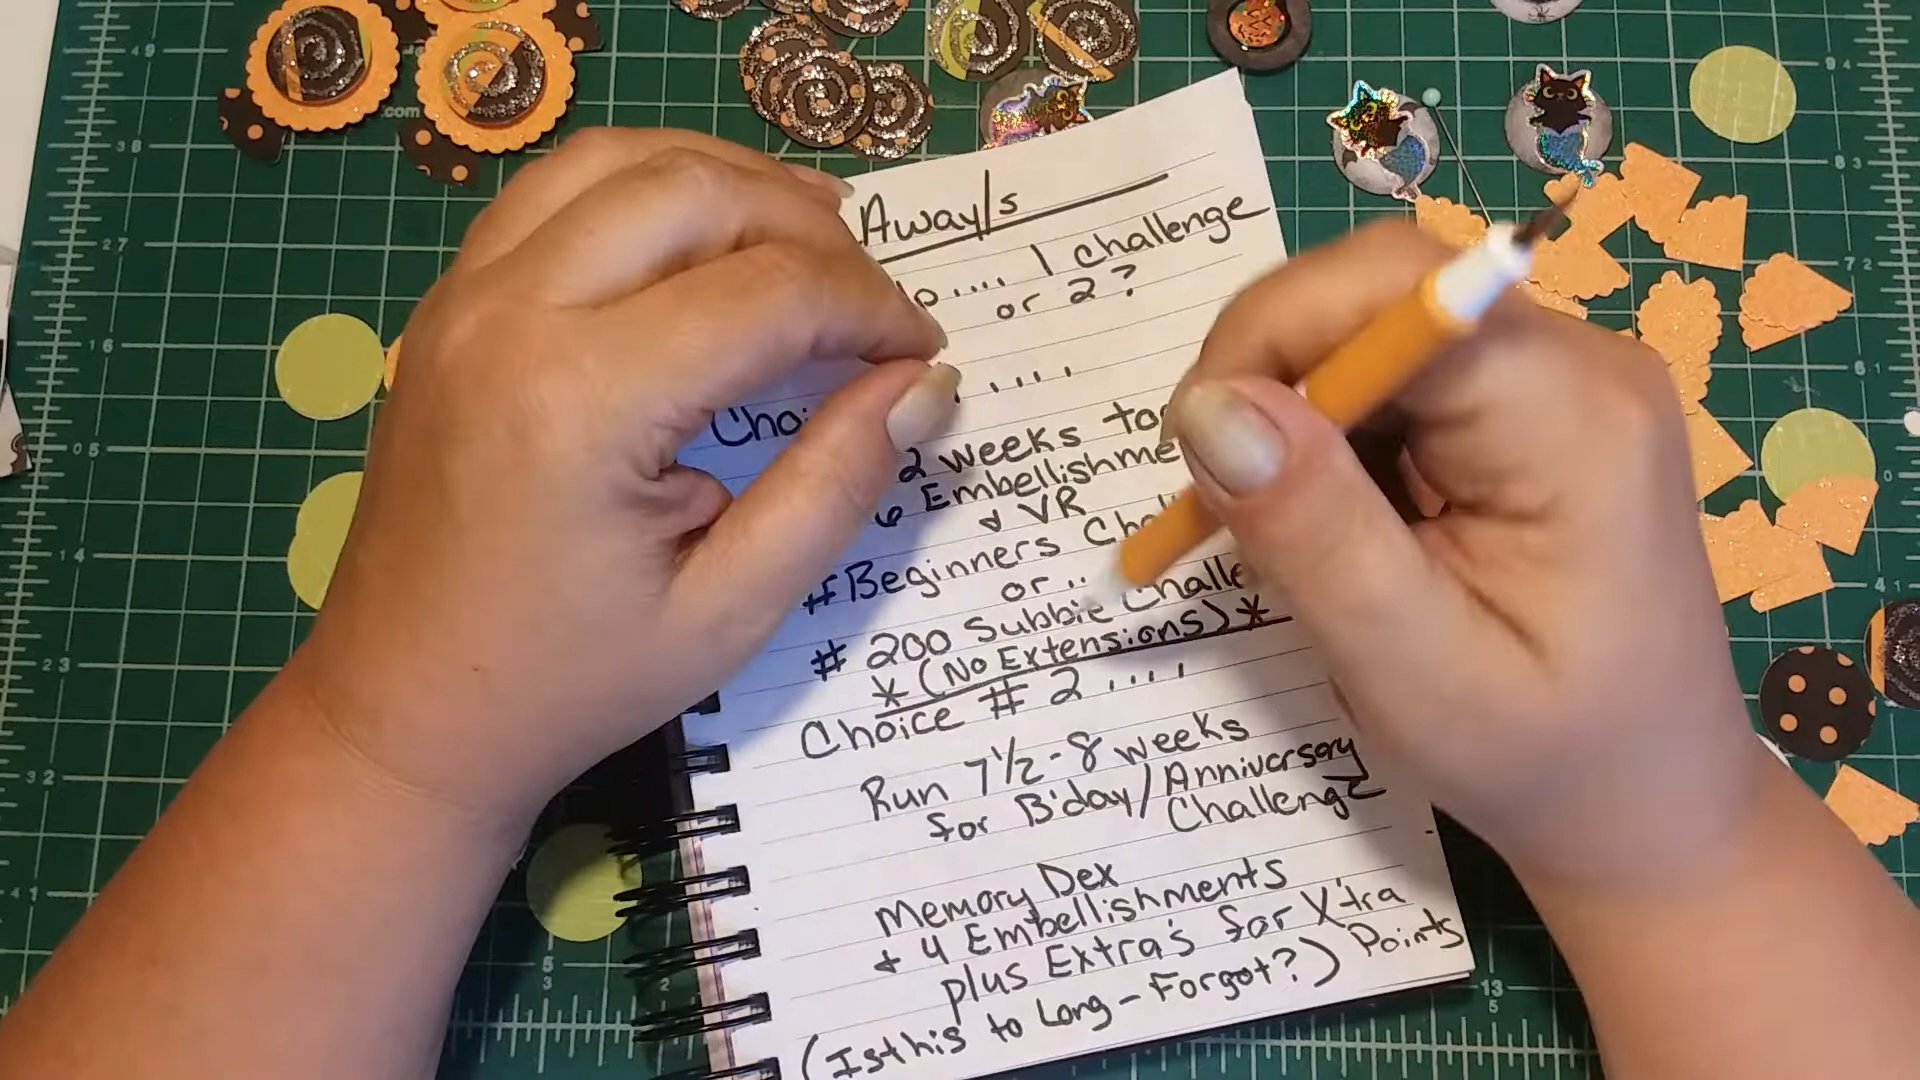 Away/s
.... 1 Challenge
or 2?
....
2 weeks to
6 Embellishme
& VR
#Beginners Ch
or..
# 200 Subbie Challe
* (No Extensions) *
Choice # 2 ....
Run 7½-8 weeks
for B'day/Anniversary
Challenge
Memory Dex
& 4 Embellishments
plus Extra's for X'tra
Points
(Is this to Long - Forgot?)
.com